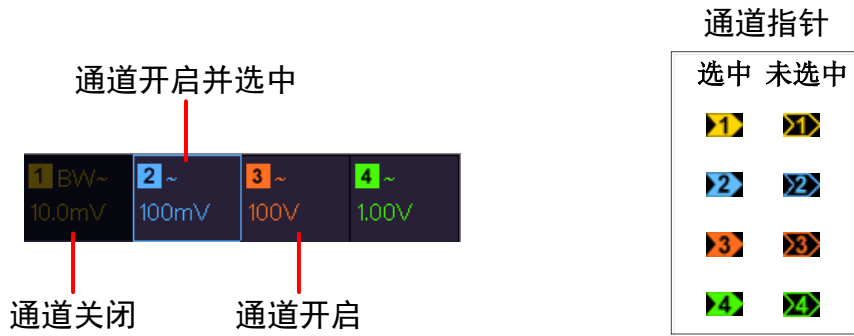 通道指针
选中 未选中
通道开启并选中
1 BW~
10.0mV
2 ~
100mV
3 ~
100V
4 ~
1.00V
1 1
2 2
3 3
4 4
通道关闭
通道开启